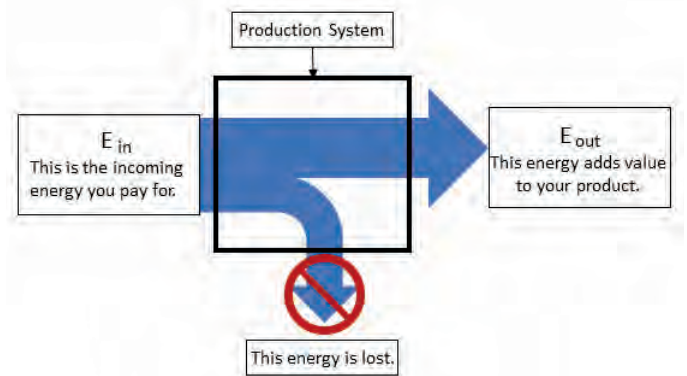 Production System
E in
This is the incoming
energy you pay for.
E out
This energy adds value
to your product.
This energy is lost.